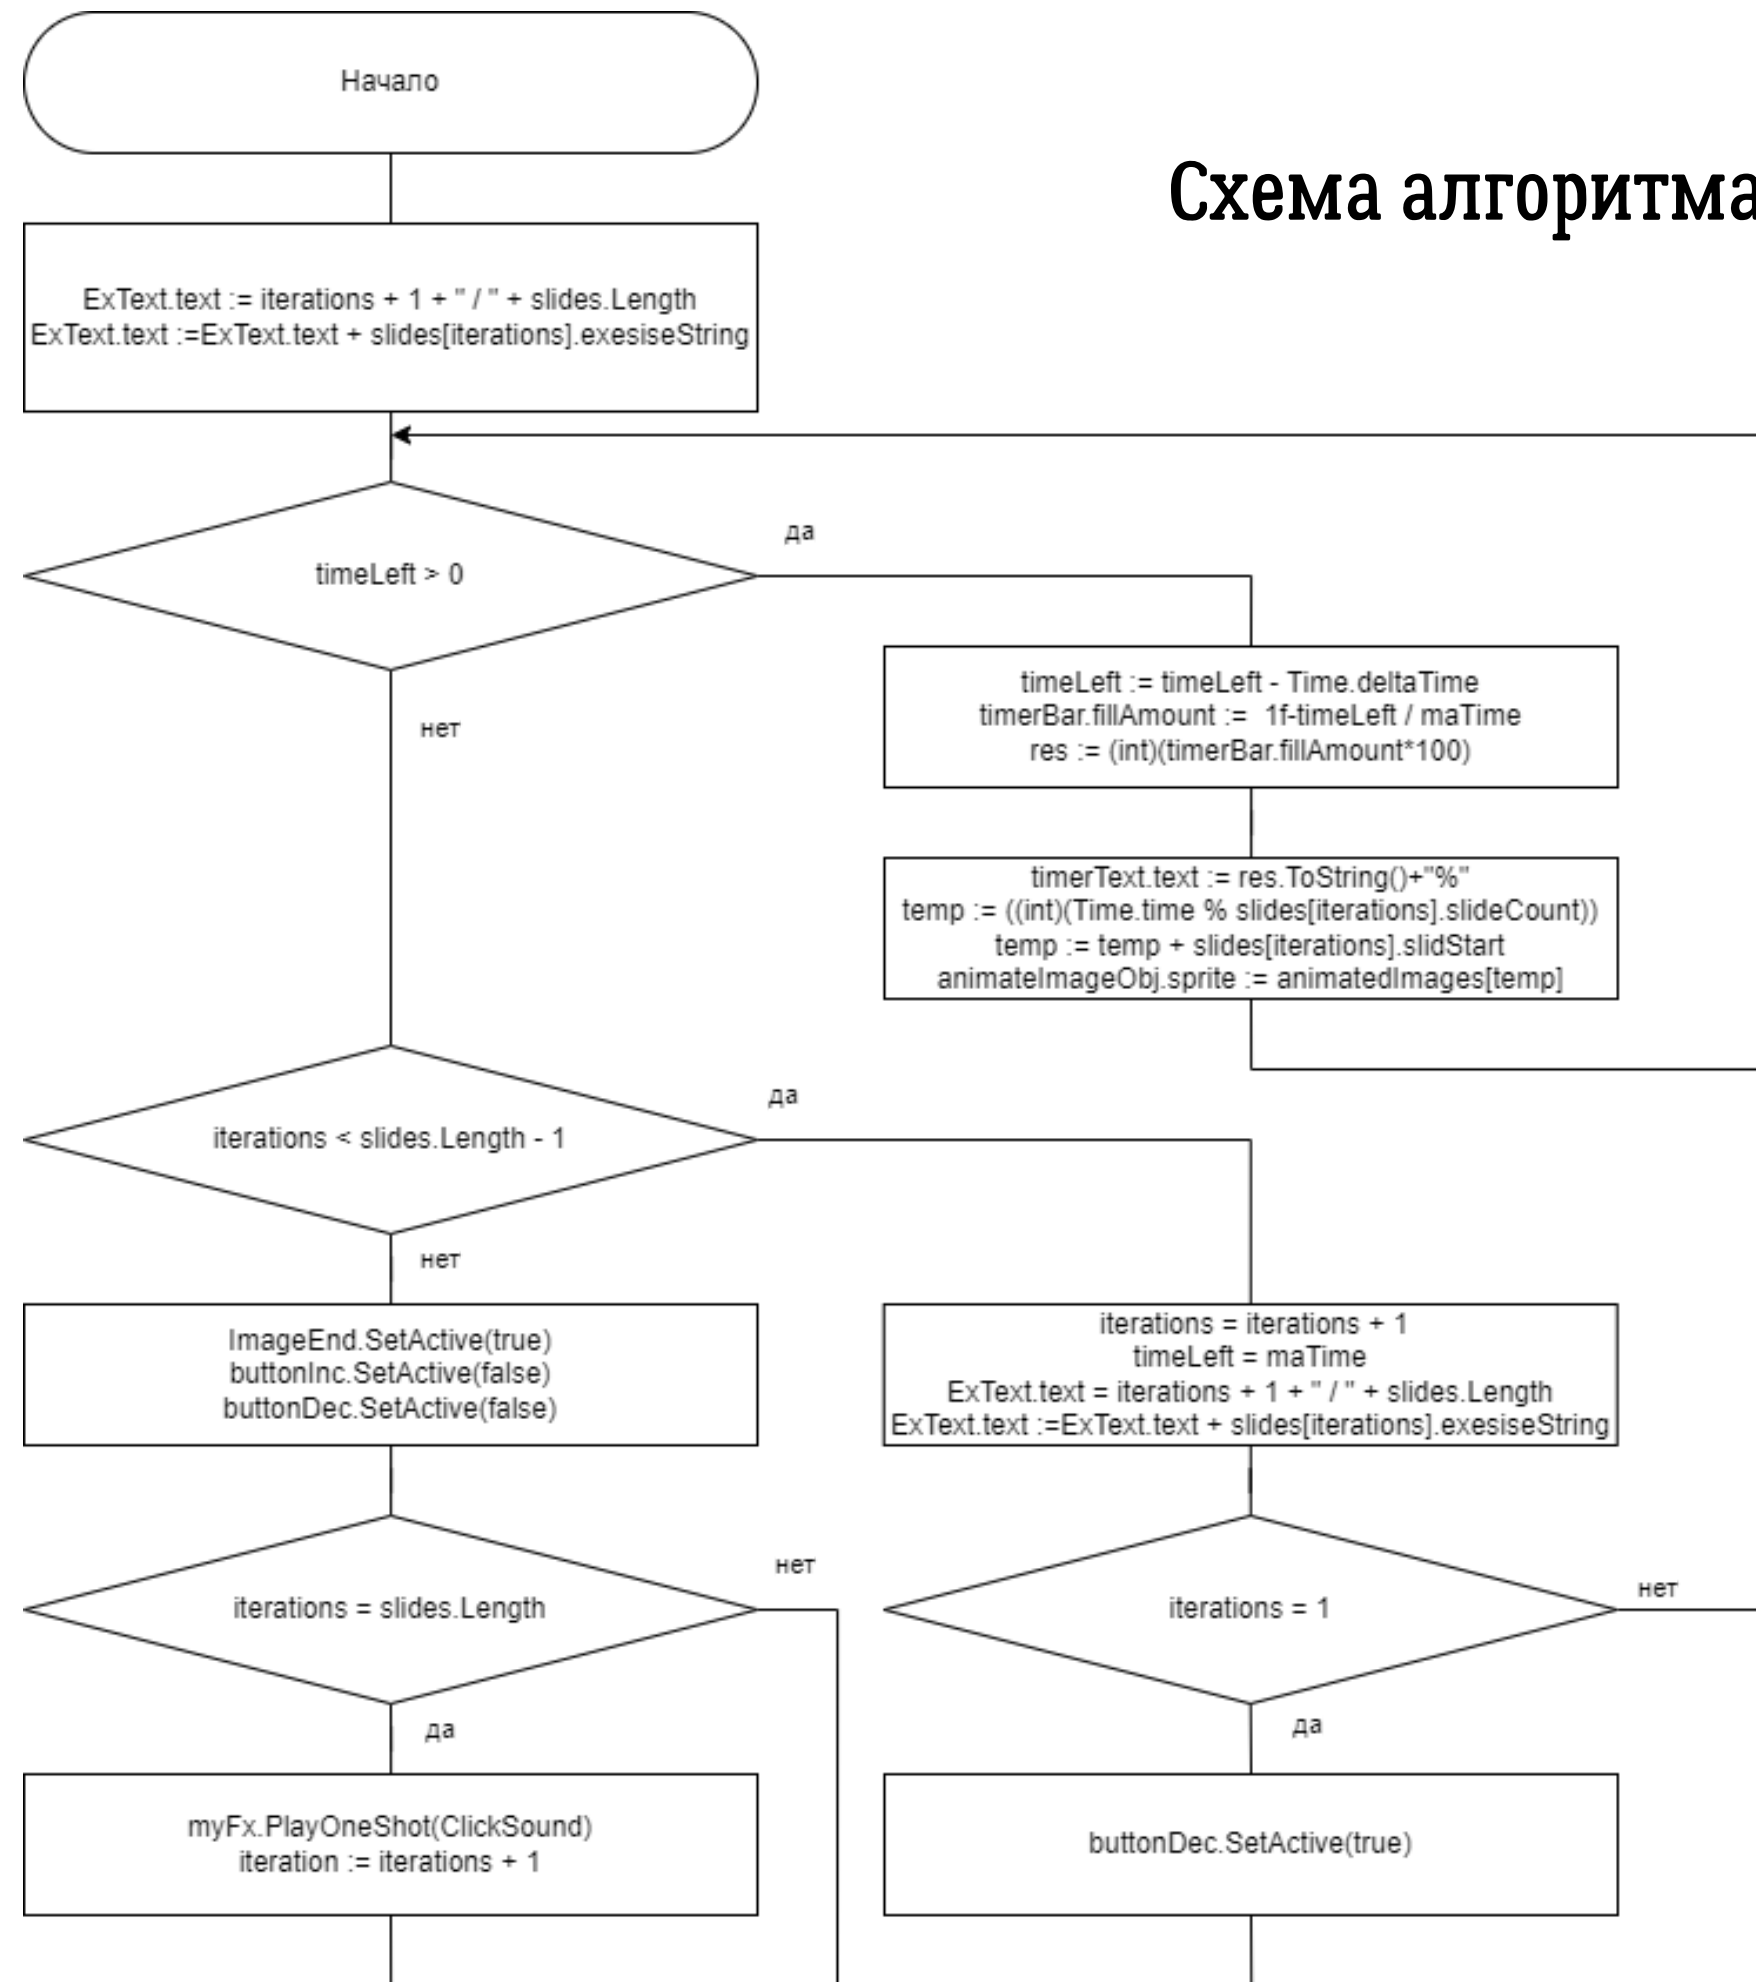 Начало
Схема алгоритма
ExText.text := iterations + 1 + " / " + slides.Length
ExText.text :=ExText.text + slides[iterations].exesiseString
да
timeLeft > 0
нет
timeLeft := timeLeft - Time.deltaTime
timerBar.fillAmount :=  1f-timeLeft / maTime
res := (int)(timerBar.fillAmount*100)
timerText.text := res.ToString()+"%"
temp := ((int)(Time.time % slides[iterations].slideCount))
temp := temp + slides[iterations].slidStart
animateImageObj.sprite := animatedImages[temp]
да
iterations < slides.Length - 1
нет
ImageEnd.SetActive(true)
buttonInc.SetActive(false)
buttonDec.SetActive(false)
iterations = iterations + 1
timeLeft = maTime
ExText.text = iterations + 1 + " / " + slides.Length
ExText.text :=ExText.text + slides[iterations].exesiseString
нет
iterations = slides.Length
да
нет
iterations = 1
да
myFx.PlayOneShot(ClickSound)
iteration := iterations + 1
buttonDec.SetActive(true)